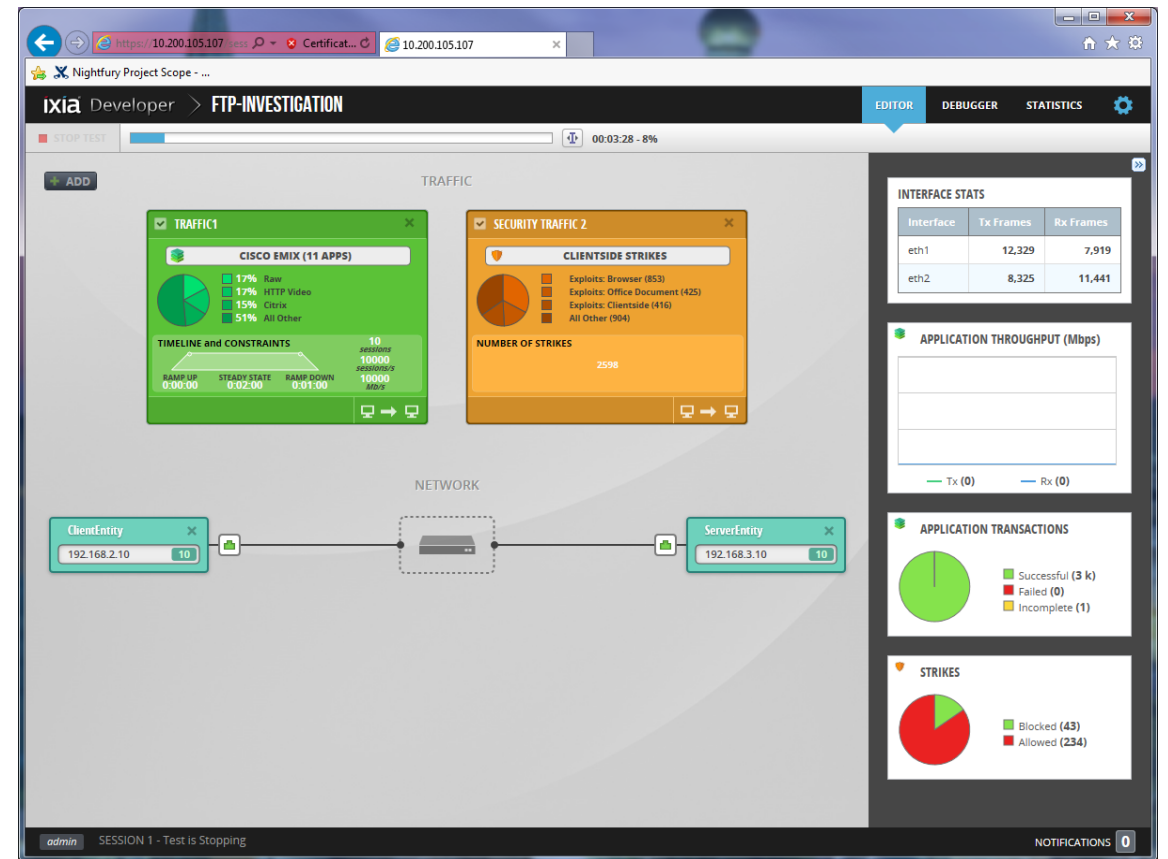 https://10.200.105.107/sess
Certificat...
10.200.105.107
Nightfury Project Scope - ...
ixia Developer > FTP-INVESTIGATION
EDITOR
DEBUGGER
STATISTICS
STOP TEST
00:03:28 - 8%
+ ADD
TRAFFIC
TRAFFIC1
CISCO EMIX (11 APPS)
17% Raw
17% HTTP Video
15% Citrix
51% All Other
TIMELINE and CONSTRAINTS
10
sessions
10000
sessions/s
10000
Mb/s
RAMP UP STEADY STATE RAMP DOWN
0:00:00 0:02:00 0:01:00
SECURITY TRAFFIC 2
CLIENTSIDE STRIKES
Exploits: Browser (853)
Exploits: Office Document (425)
Exploits: Clientside (416)
All Other (904)
NUMBER OF STRIKES
2598
NETWORK
ClientEntity
192.168.2.10 10
ServerEntity
192.168.3.10 10
INTERFACE STATS
Interface Tx Frames Rx Frames
eth1 12,329 7,919
eth2 8,325 11,441
APPLICATION THROUGHPUT (Mbps)
Tx (0) Rx (0)
APPLICATION TRANSACTIONS
Successful (3 k)
Failed (0)
Incomplete (1)
STRIKES
Blocked (43)
Allowed (234)
admin SESSION 1 - Test is Stopping
NOTIFICATIONS 0